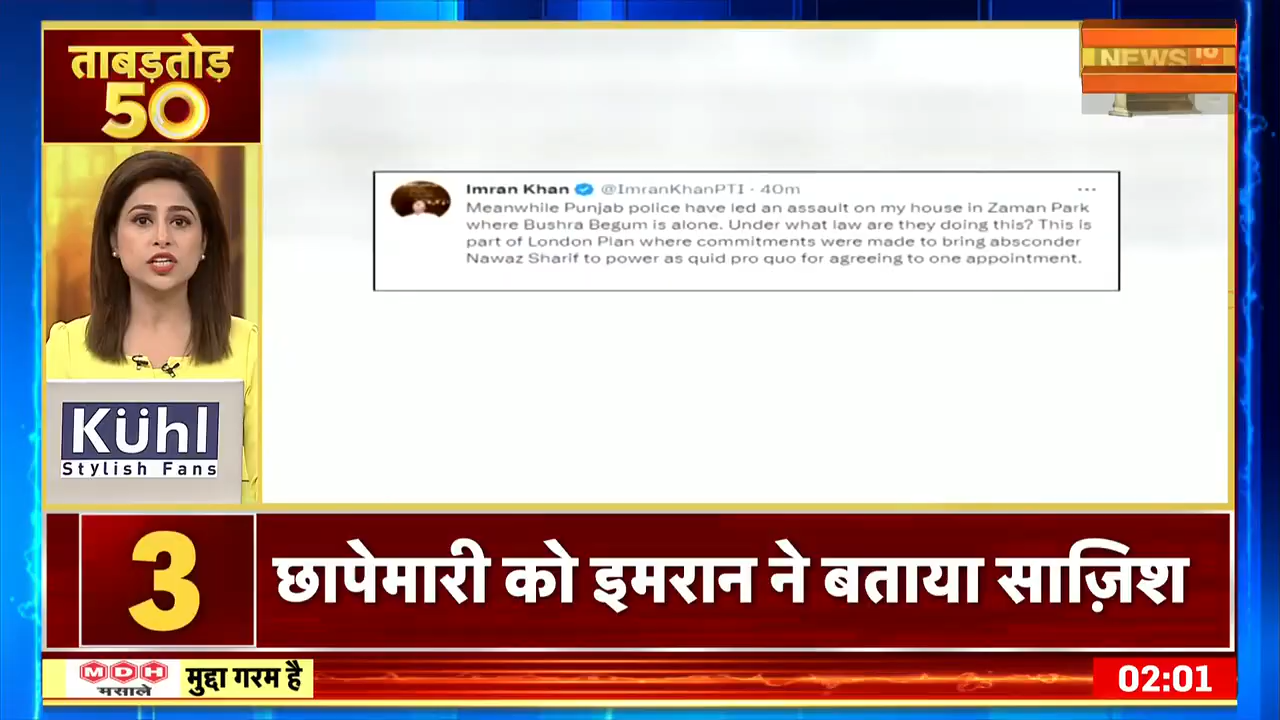 ताबड़तोड़
50
NEWS 18
Imran Khan @ImranKhanPTI · 40m
Meanwhile Punjab police have led an assault on my house in Zaman Park
where Bushra Begum is alone. Under what law are they doing this? This is
part of London Plan where commitments were made to bring absconder
Nawaz Sharif to power as quid pro quo for agreeing to one appointment.
Kühl
Stylish Fans
3
छापेमारी को इमरान ने बताया साज़िश
MDH
मसाले
मुद्दा गरम है
02:01